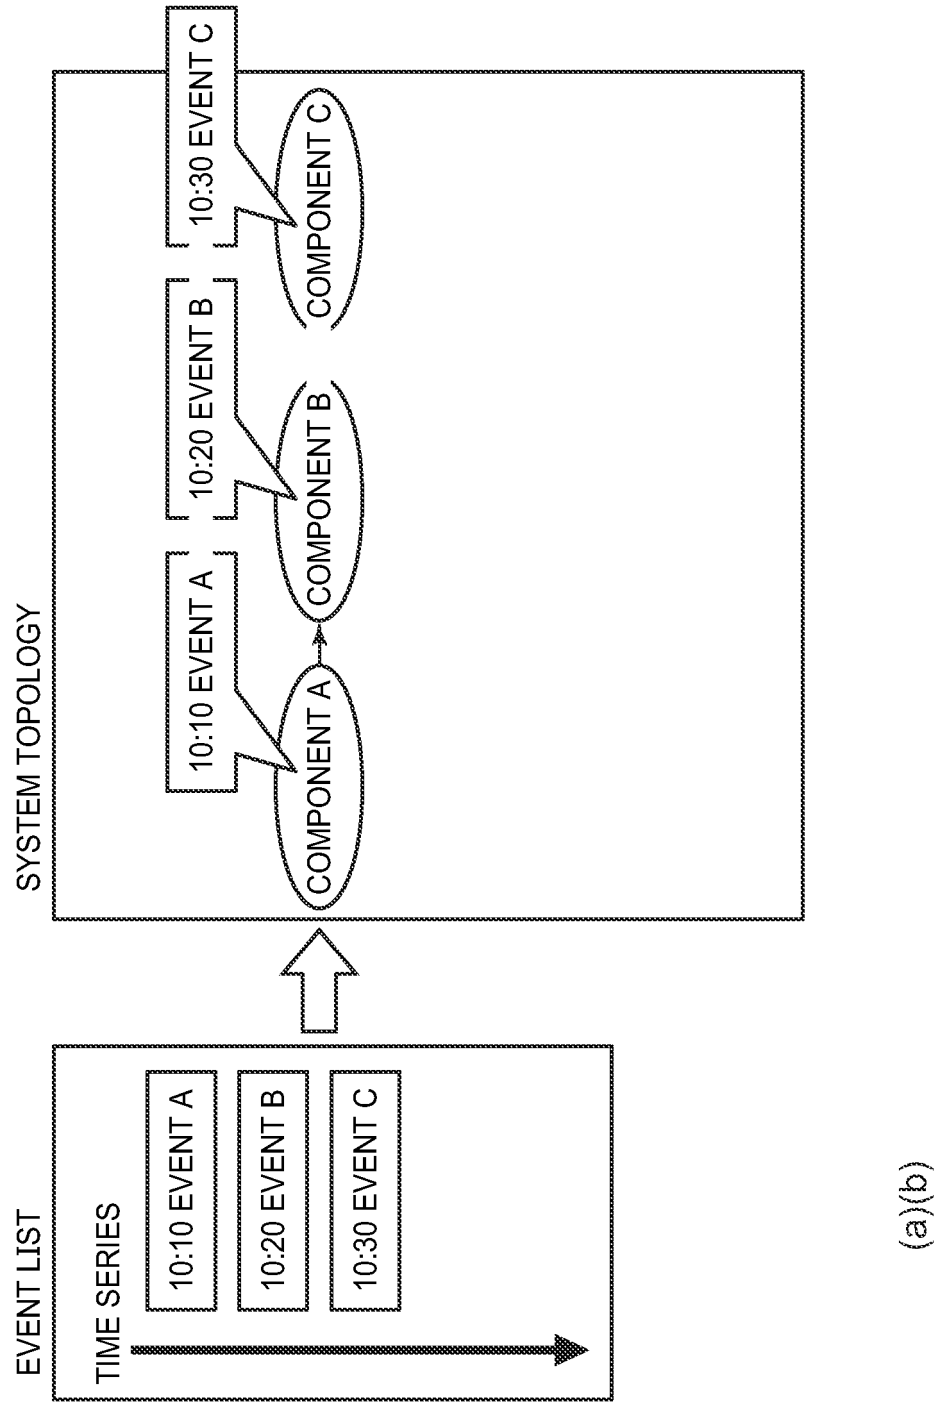 EVENT LIST
TIME SERIES
10:10 EVENT A
10:20 EVENT B
10:30 EVENT C
SYSTEM TOPOLOGY
10:10 EVENT A
10:20 EVENT B
10:30 EVENT C
COMPONENT A
COMPONENT B
COMPONENT C
(a)(b)